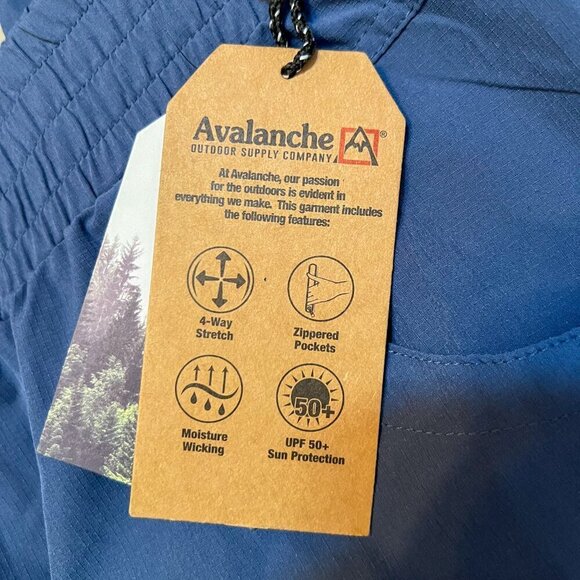 Avalanche ®
OUTDOOR SUPPLY COMPANY
At Avalanche, our passion
for the outdoors is evident in
everything we make. This garment includes
the following features:
4-Way
Stretch
Zippered
Pockets
Moisture
Wicking
50+
UPF 50+
Sun Protection